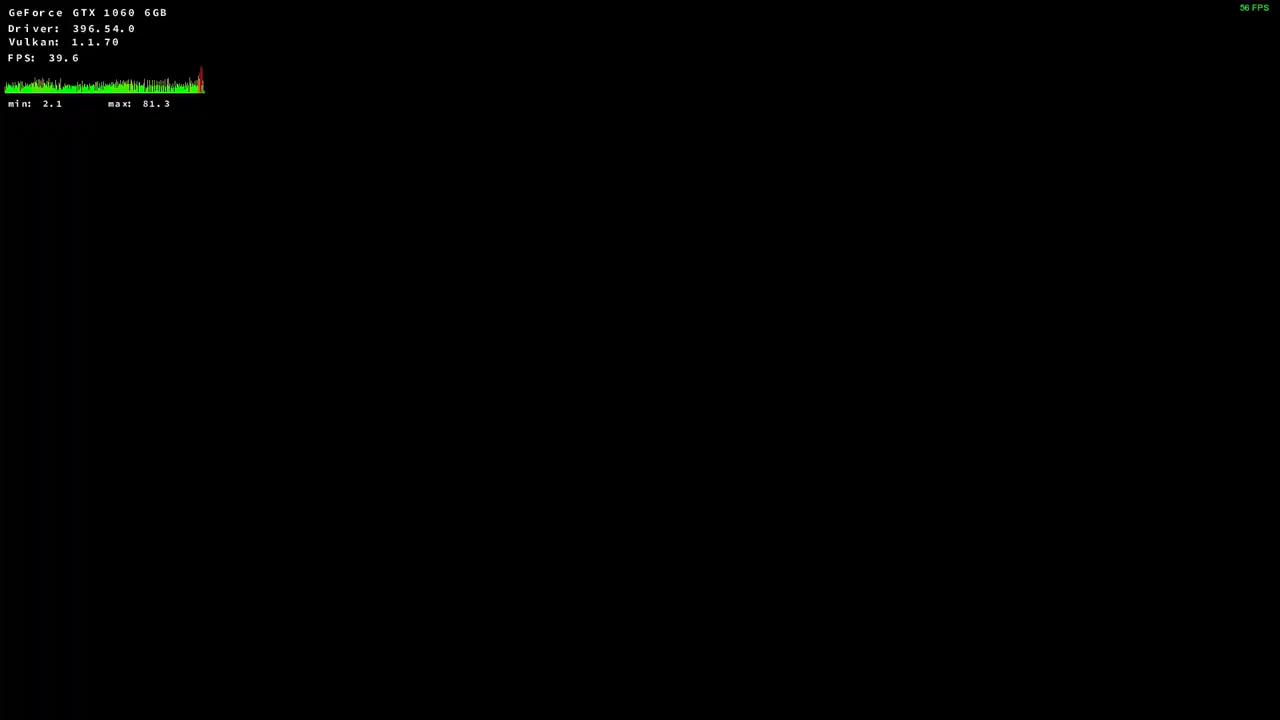 GeForce GTX 1060 6GB
56 FPS
Driver: 396.54.0
Vulkan: 1.1.70
FPS: 39.6
min: 2.1 max: 81.3